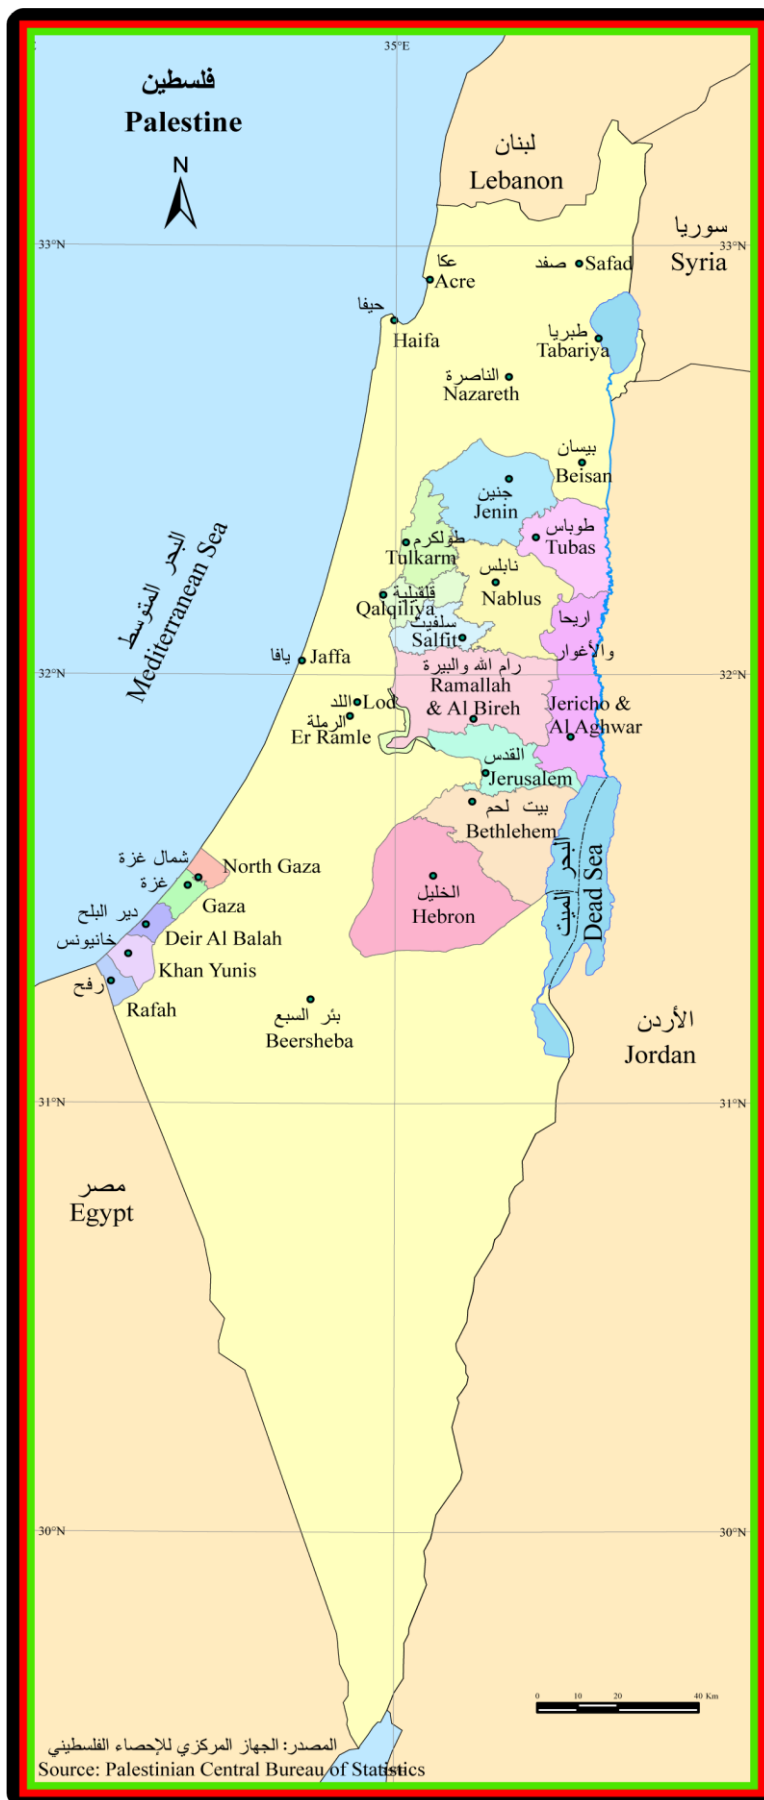 35°E
فلسطين
Palestine
N
لبنان
Lebanon
سوريا
Syria
33°N
33°N
عكا
Acre
صفد
Safad
حيفا
Haifa
طبريا
Tabariya
الناصرة
Nazareth
بيسان
Beisan
جنين
Jenin
طوباس
Tubas
طولكرم
Tulkarm
نابلس
Nablus
قلقيلية
Qalqiliya
اريحا
والأغوار
Jericho &
Al Aghwar
سلفيت
Salfit
البحر المتوسط
Mediterranean Sea
يافا
Jaffa
32°N
32°N
رام الله والبيرة
Ramallah
& Al Bireh
اللد
Lod
الرملة
Er Ramle
القدس
Jerusalem
بيت لحم
Bethlehem
البحر الميت
Dead Sea
شمال غزة
North Gaza
غزة
Gaza
الخليل
Hebron
دير البلح
Deir Al Balah
خانيونس
Khan Yunis
رفح
Rafah
بئر السبع
Beersheba
الأردن
Jordan
31°N
31°N
مصر
Egypt
30°N
30°N
0 10 20 40 Km
المصدر: الجهاز المركزي للإحصاء الفلسطيني
Source: Palestinian Central Bureau of Statistics